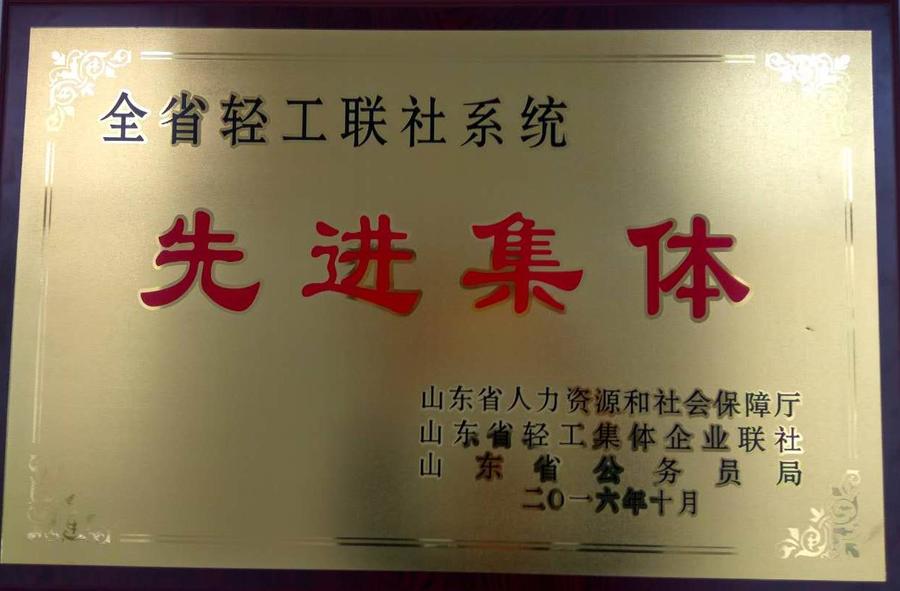 全省轻工联社系统
先进集体
山东省人力资源和社会保障厅
山东省轻工集体企业联社
山东省公务员局
二〇一六年十月